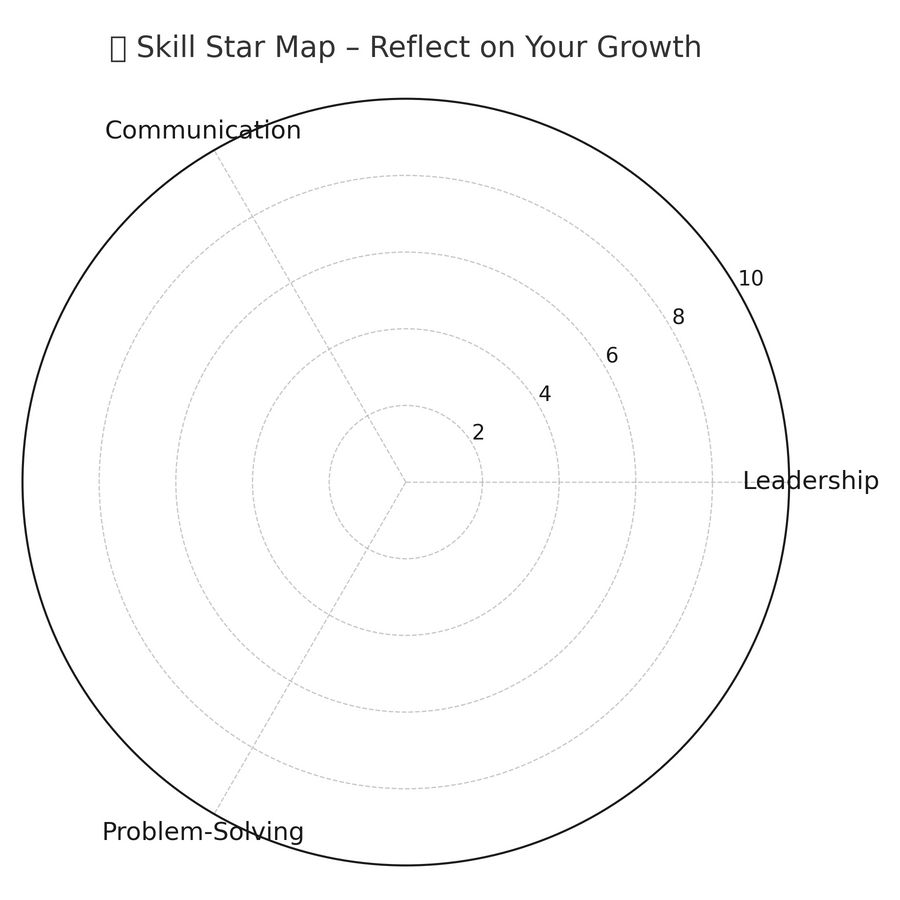 ▯ Skill Star Map – Reflect on Your Growth
Communication
10
8
6
4
2
Leadership
Problem-Solving